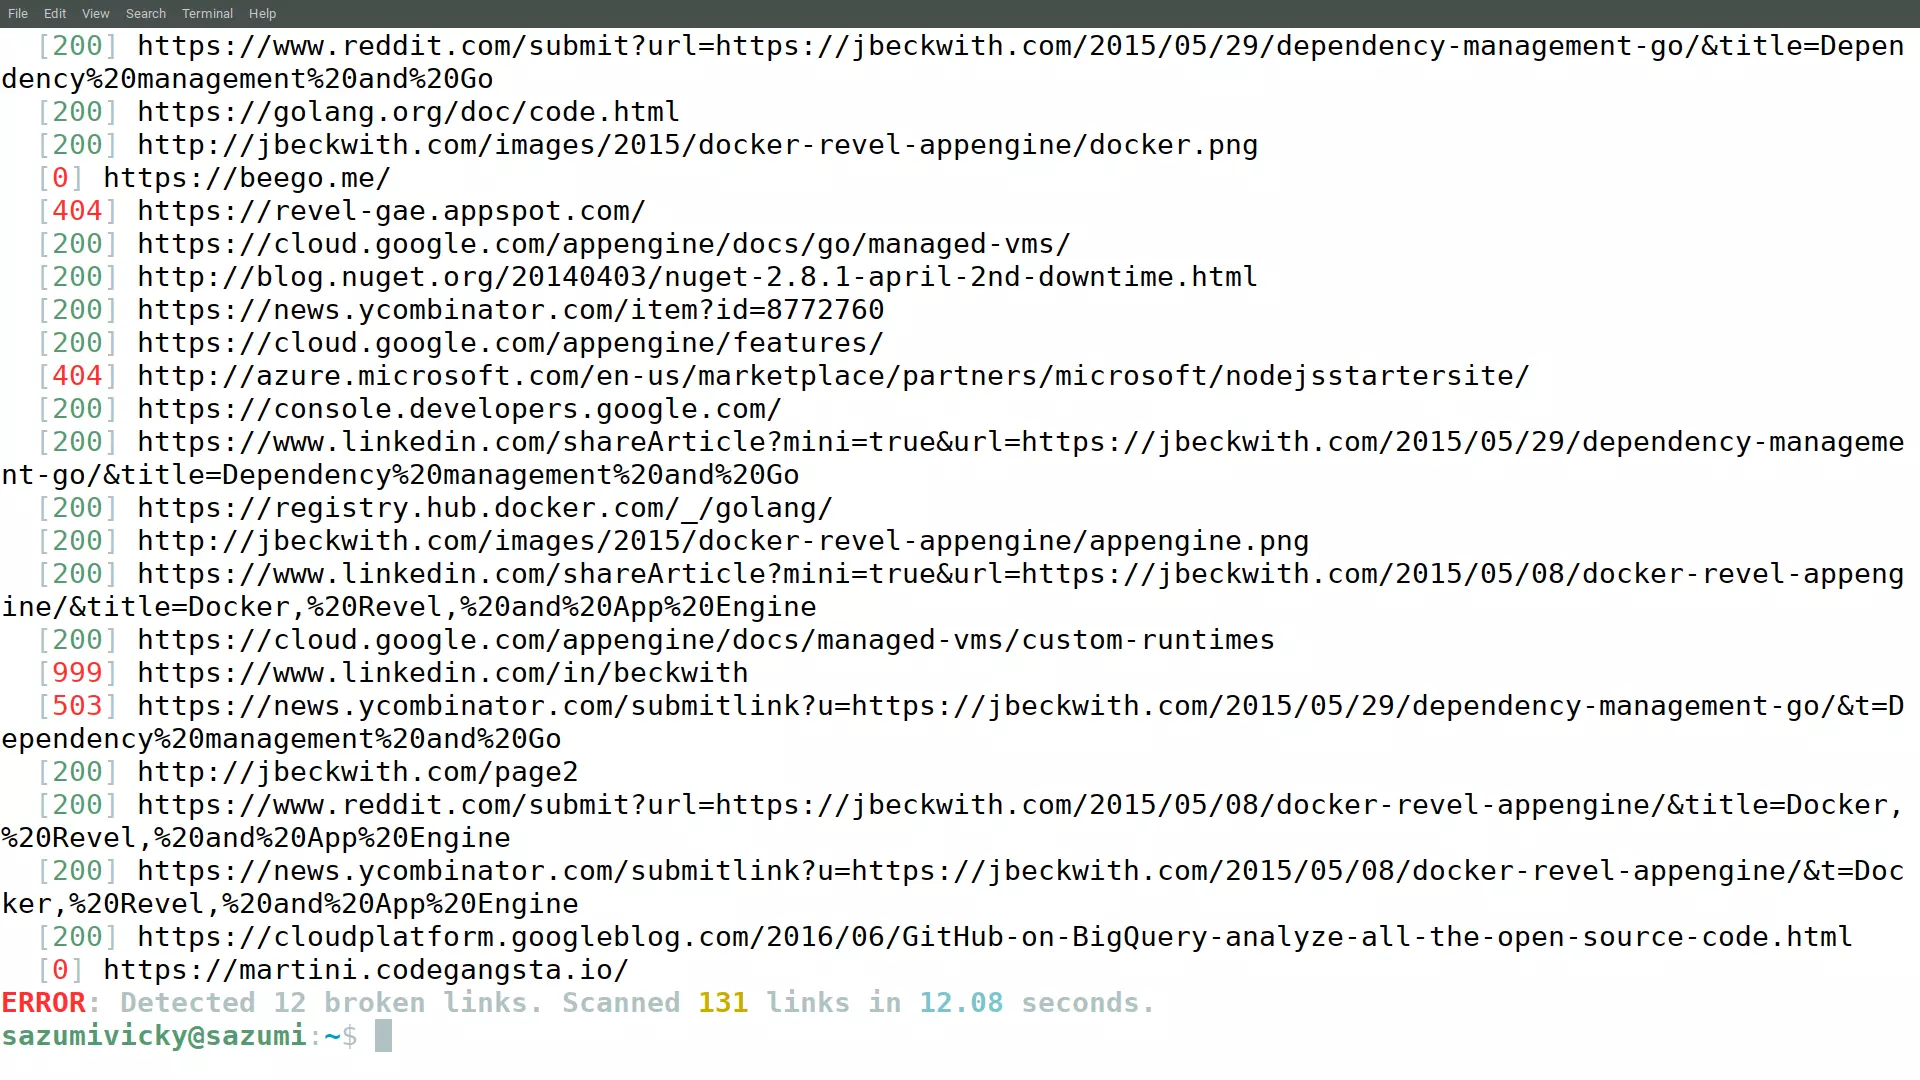 File Edit View Search Terminal Help
[200] https://www.reddit.com/submit?url=https://jbeckwith.com/2015/05/29/dependency-management-go/&title=Depen
dency%20management%20and%20Go
[200] https://golang.org/doc/code.html
[200] http://jbeckwith.com/images/2015/docker-revel-appengine/docker.png
[0] https://beego.me/
[404] https://revel-gae.appspot.com/
[200] https://cloud.google.com/appengine/docs/go/managed-vms/
[200] http://blog.nuget.org/20140403/nuget-2.8.1-april-2nd-downtime.html
[200] https://news.ycombinator.com/item?id=8772760
[200] https://cloud.google.com/appengine/features/
[404] http://azure.microsoft.com/en-us/marketplace/partners/microsoft/nodejsstartersite/
[200] https://console.developers.google.com/
[200] https://www.linkedin.com/shareArticle?mini=true&url=https://jbeckwith.com/2015/05/29/dependency-manageme
nt-go/&title=Dependency%20management%20and%20Go
[200] https://registry.hub.docker.com/_/golang/
[200] http://jbeckwith.com/images/2015/docker-revel-appengine/appengine.png
[200] https://www.linkedin.com/shareArticle?mini=true&url=https://jbeckwith.com/2015/05/08/docker-revel-appeng
ine/&title=Docker,%20Revel,%20and%20App%20Engine
[200] https://cloud.google.com/appengine/docs/managed-vms/custom-runtimes
[999] https://www.linkedin.com/in/beckwith
[503] https://news.ycombinator.com/submitlink?u=https://jbeckwith.com/2015/05/29/dependency-management-go/&t=D
ependency%20management%20and%20Go
[200] http://jbeckwith.com/page2
[200] https://www.reddit.com/submit?url=https://jbeckwith.com/2015/05/08/docker-revel-appengine/&title=Docker,
%20Revel,%20and%20App%20Engine
[200] https://news.ycombinator.com/submitlink?u=https://jbeckwith.com/2015/05/08/docker-revel-appengine/&t=Doc
ker,%20Revel,%20and%20App%20Engine
[200] https://cloudplatform.googleblog.com/2016/06/GitHub-on-BigQuery-analyze-all-the-open-source-code.html
[0] https://martini.codegangsta.io/
ERROR: Detected 12 broken links. Scanned 131 links in 12.08 seconds.
sazumivicky@sazumi:~$